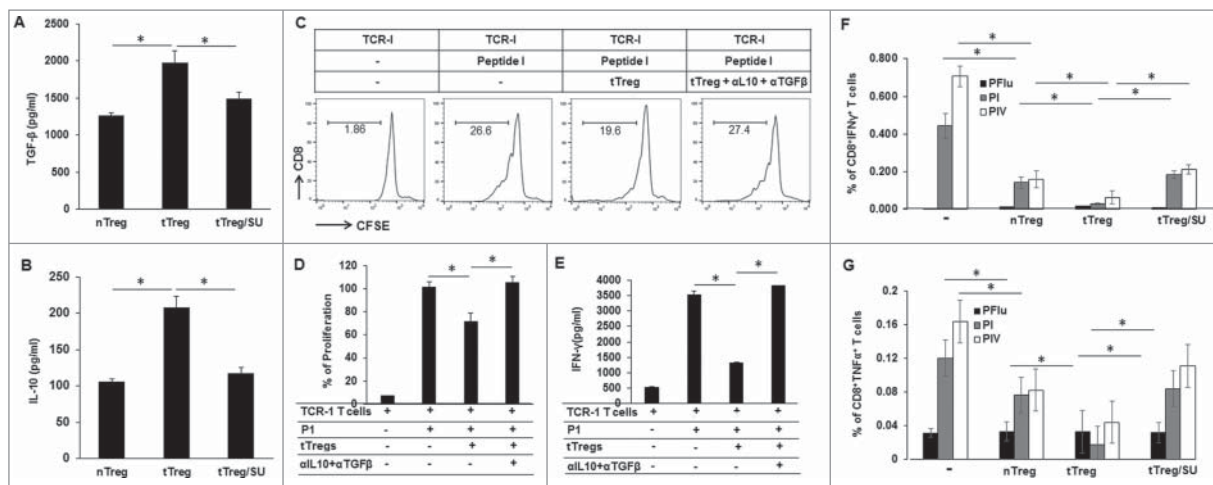 A
TGF-β (pg/ml)
2500
2000
1500
1000
500
0
* *
nTreg tTreg tTreg/SU
B
IL-10 (pg/ml)
250
200
150
100
50
0
* *
nTreg tTreg tTreg/SU
C
TCR-I TCR-I TCR-I TCR-I
- Peptide I Peptide I Peptide I
- - tTreg tTreg + αL10 + αTGFβ
1.86 26.6 19.6 27.4
CD8
CFSE
D
% of Proliferation
120
100
80
60
40
20
0
* *
TCR-1 T cells + + + +
P1 - + + +
tTregs - - + +
αIL10+αTGFβ - - - +
E
IFN-γ(pg/ml)
4000
3500
3000
2500
2000
1500
1000
500
0
* *
TCR-1 T cells + + + +
P1 - + + +
tTregs - - + +
αIL10+αTGFβ - - - +
F
% of CD8⁺IFNγ⁺ T cells
0.800
0.600
0.400
0.200
0.000
* * * * * *
PFlu
PI
PIV
- nTreg tTreg tTreg/SU
G
% of CD8⁺TNFα⁺ T cells
0.2
0.16
0.12
0.08
0.04
0
* * * * *
PFlu
PI
PIV
- nTreg tTreg tTreg/SU